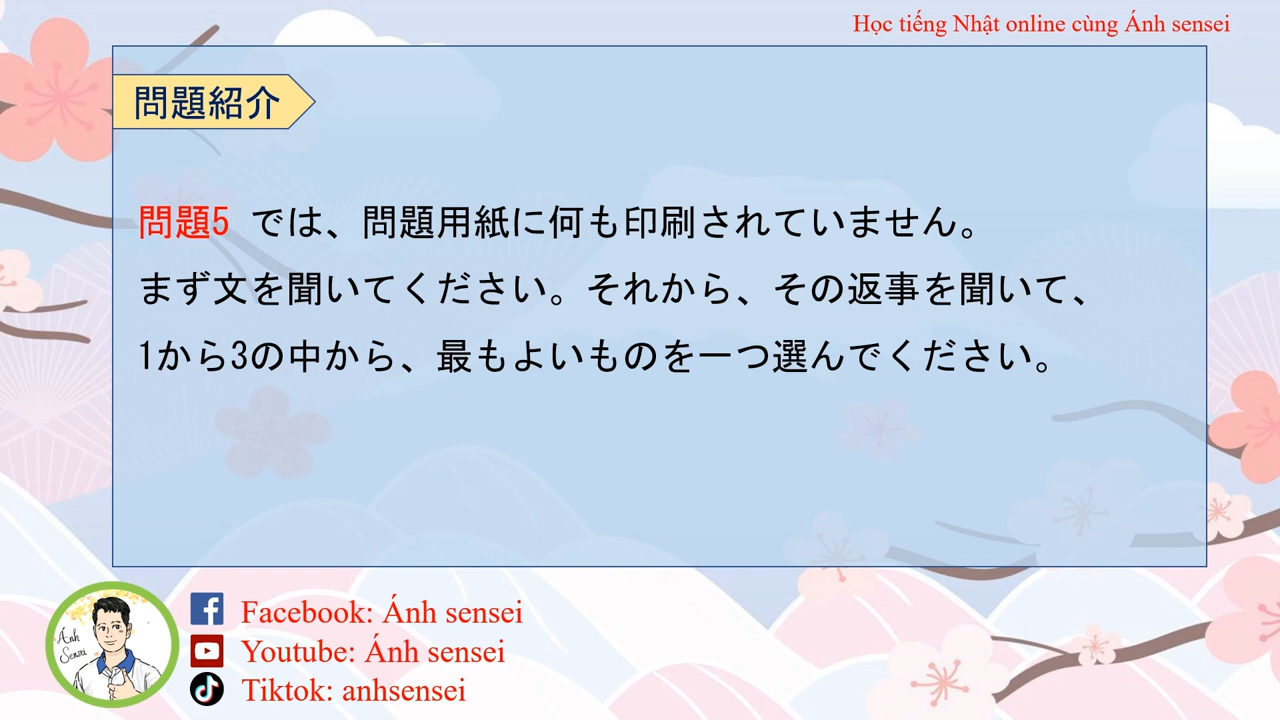 Học tiếng Nhật online cùng Ánh sensei
問題紹介
問題5 では、問題用紙に何も印刷されていません。
まず文を聞いてください。それから、その返事を聞いて、
1から3の中から、最もよいものを一つ選んでください。
Ánh
Sensei
Facebook: Ánh sensei
Youtube: Ánh sensei
Tiktok: anhsensei